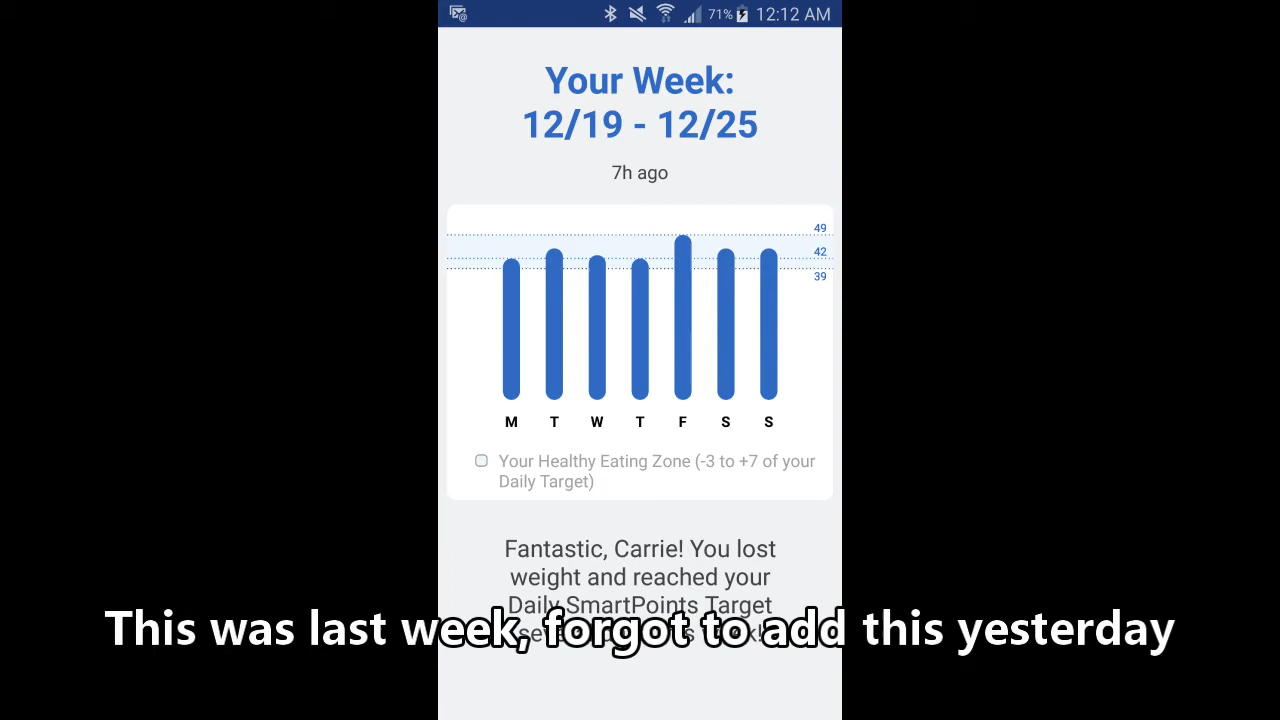 71% 12:12 AM
Your Week:
12/19 - 12/25
7h ago
49
42
39
M T W T F S S
Your Healthy Eating Zone (-3 to +7 of your
Daily Target)
Fantastic, Carrie! You lost
weight and reached your
Daily SmartPoints Target
This was last week, forgot to add this yesterday